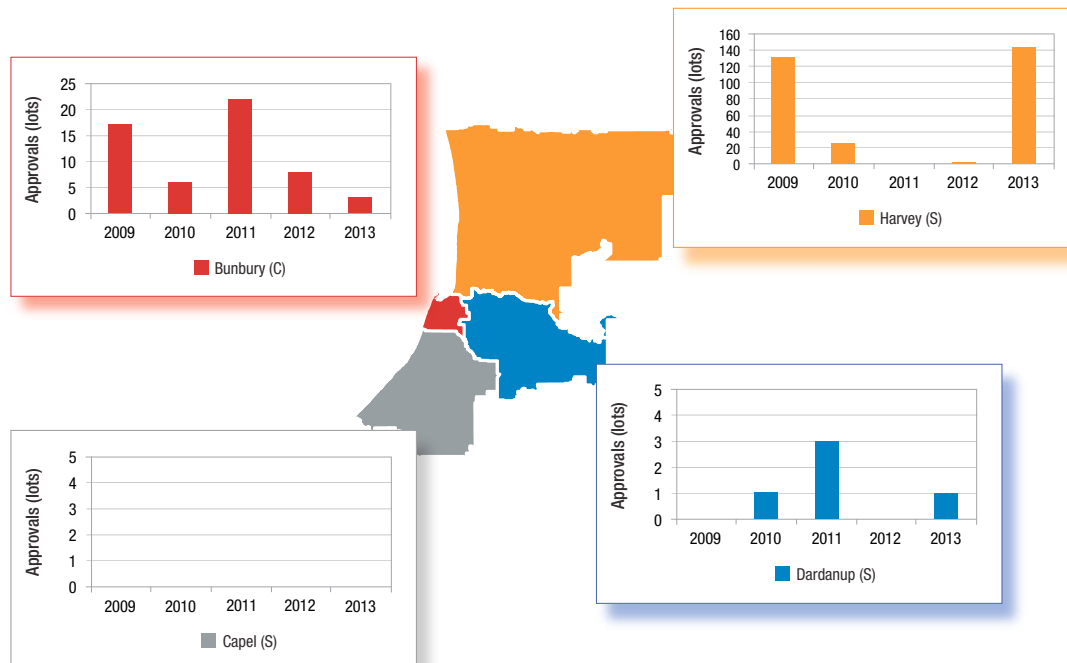 Approvals (lots)
25
20
15
10
5
0
2009 2010 2011 2012 2013
Bunbury (C)
Approvals (lots)
160
140
120
100
80
60
40
20
0
2009 2010 2011 2012 2013
Harvey (S)
Approvals (lots)
5
4
3
2
1
0
2009 2010 2011 2012 2013
Capel (S)
Approvals (lots)
5
4
3
2
1
0
2009 2010 2011 2012 2013
Dardanup (S)